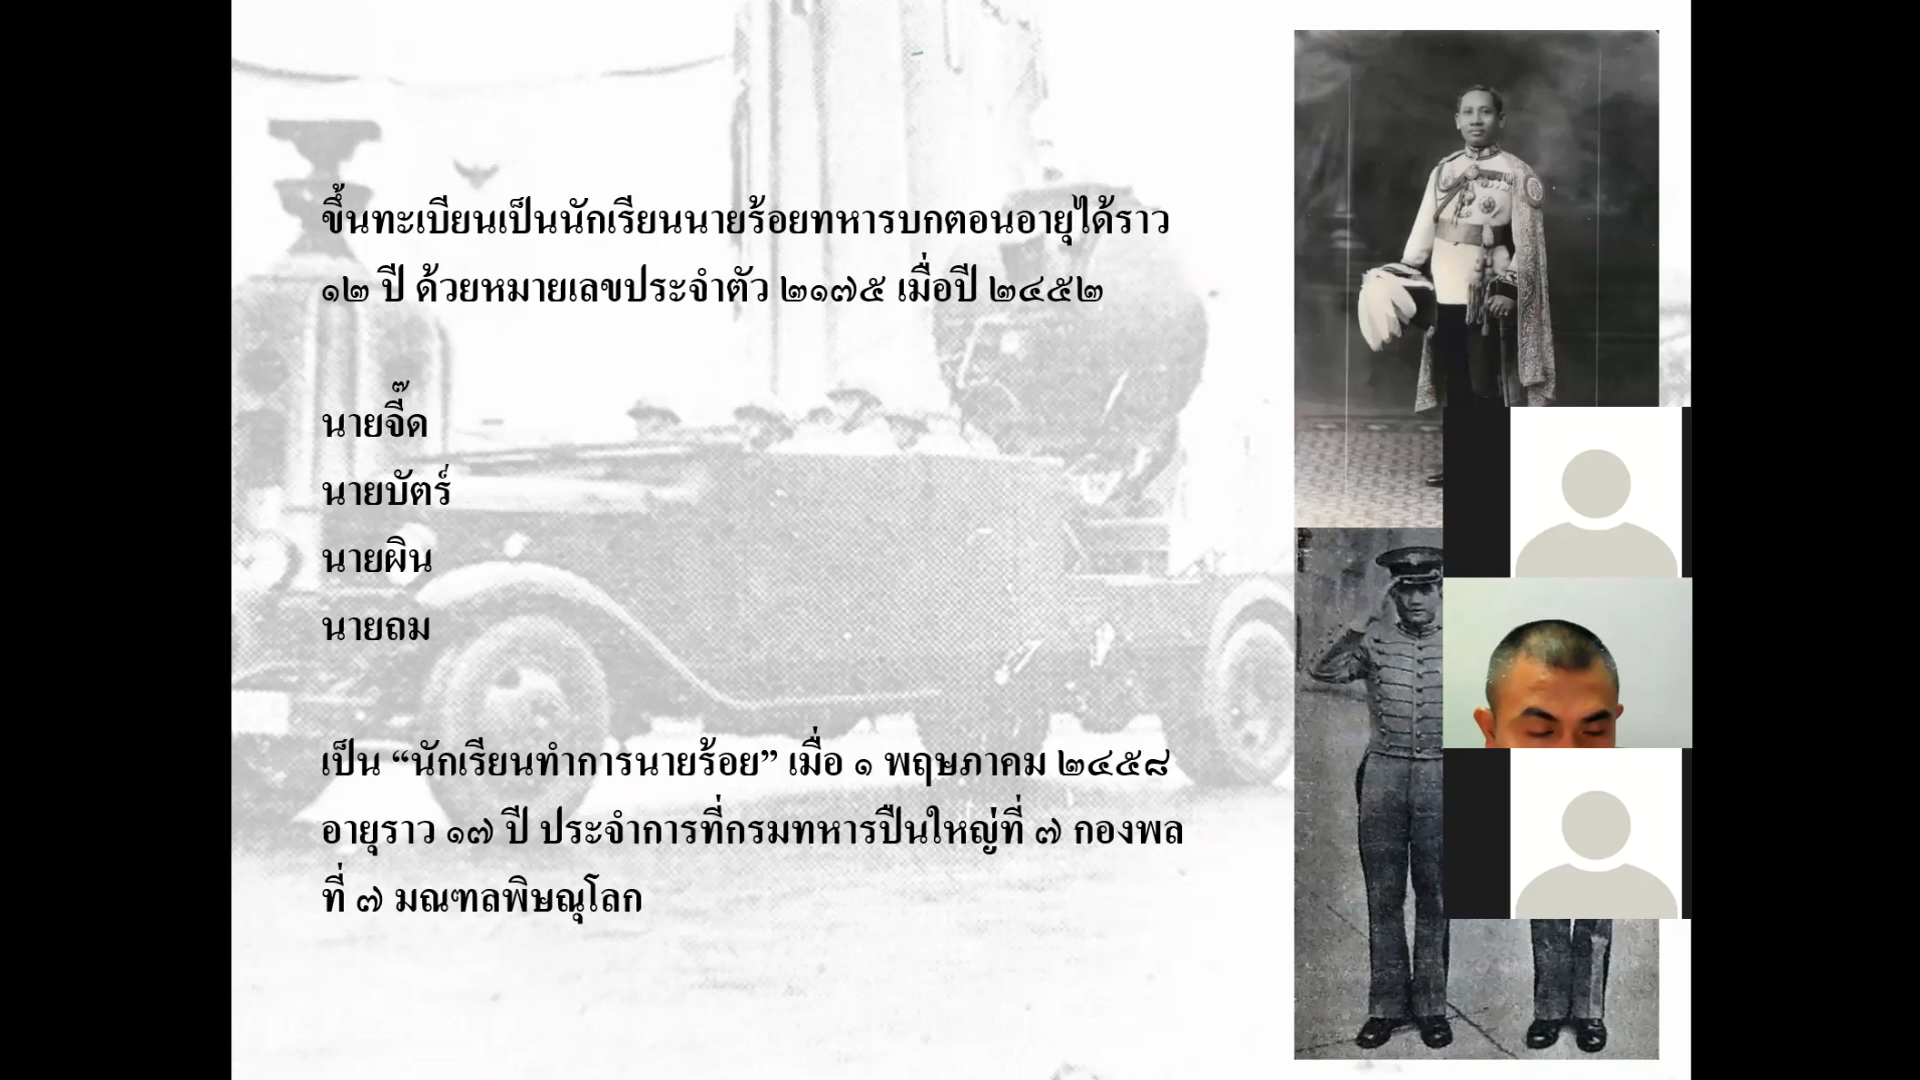 ขึ้นทะเบียนเป็นนักเรียนนายร้อยทหารบกตอนอายุได้ราว
๑๒ ปี ด้วยหมายเลขประจำตัว ๒๑๗๕ เมื่อปี ๒๔๕๒
นายจี๊ด
นายบัตร์
นายผิน
นายถม
เป็น “นักเรียนทำการนายร้อย” เมื่อ ๑ พฤษภาคม ๒๔๕๘
อายุราว ๑๗ ปี ประจำการที่กรมทหารปืนใหญ่ที่ ๗ กองพล
ที่ ๗ มณฑลพิษณุโลก